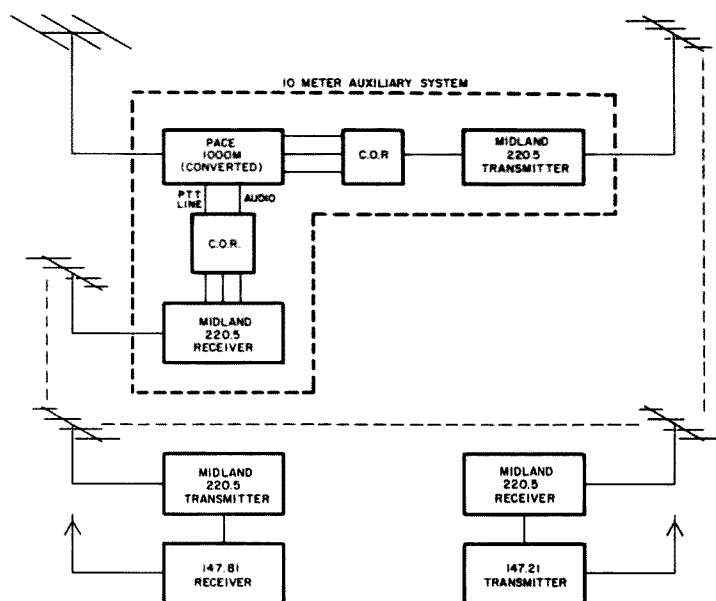 10 METER AUXILIARY SYSTEM
PACE
1000M
(CONVERTED)
C.O.R
MIDLAND
220.5
TRANSMITTER
PTT
LINE
AUDIO
C.O.R.
MIDLAND
220.5
RECEIVER
MIDLAND
220.5
TRANSMITTER
MIDLAND
220.5
RECEIVER
147.81
RECEIVER
147.21
TRANSMITTER